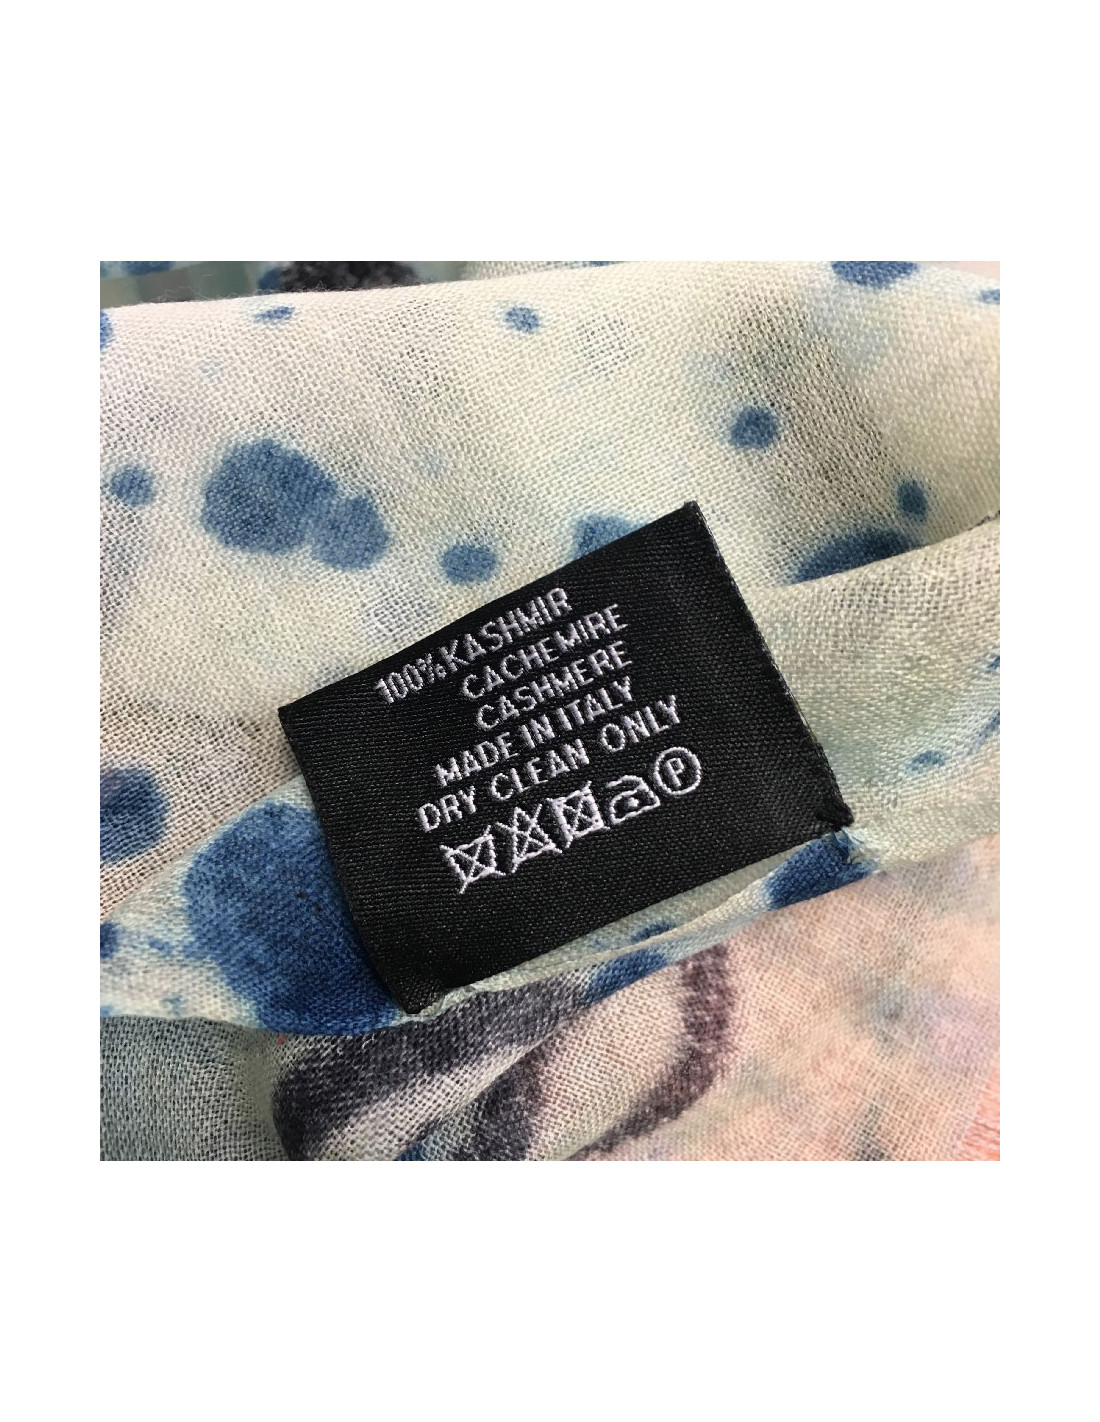 100% KASHMIR
CACHEMIRE
CASHMERE
MADE IN ITALY
DRY CLEAN ONLY
P